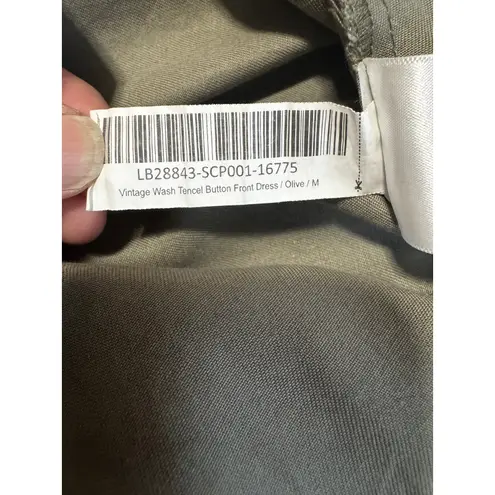 LB28843-SCP001-16775
Vintage Wash Tencel Button Front Dress / Olive / M